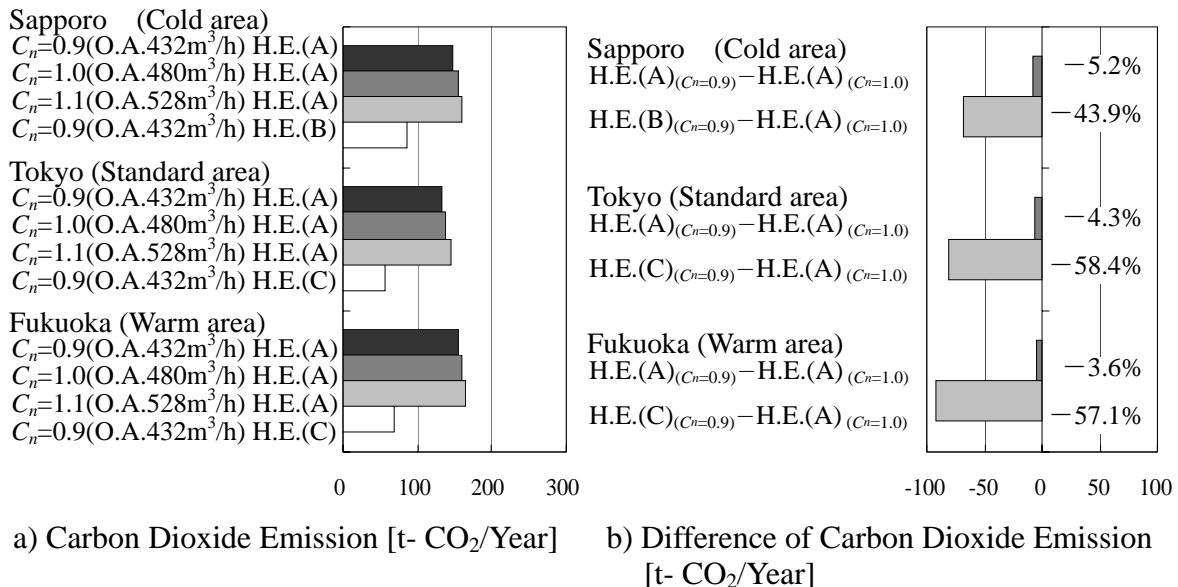 Sapporo (Cold area)
Cn=0.9(O.A.432m³/h) H.E.(A)
Cn=1.0(O.A.480m³/h) H.E.(A)
Cn=1.1(O.A.528m³/h) H.E.(A)
Cn=0.9(O.A.432m³/h) H.E.(B)
Tokyo (Standard area)
Cn=0.9(O.A.432m³/h) H.E.(A)
Cn=1.0(O.A.480m³/h) H.E.(A)
Cn=1.1(O.A.528m³/h) H.E.(A)
Cn=0.9(O.A.432m³/h) H.E.(C)
Fukuoka (Warm area)
Cn=0.9(O.A.432m³/h) H.E.(A)
Cn=1.0(O.A.480m³/h) H.E.(A)
Cn=1.1(O.A.528m³/h) H.E.(A)
Cn=0.9(O.A.432m³/h) H.E.(C)
0 100 200 300
a) Carbon Dioxide Emission [t- CO₂/Year]
Sapporo (Cold area)
H.E.(A)(Cn=0.9)−H.E.(A) (Cn=1.0) −5.2%
H.E.(B)(Cn=0.9)−H.E.(A) (Cn=1.0) −43.9%
Tokyo (Standard area)
H.E.(A)(Cn=0.9)−H.E.(A) (Cn=1.0) −4.3%
H.E.(C)(Cn=0.9)−H.E.(A) (Cn=1.0) −58.4%
Fukuoka (Warm area)
H.E.(A)(Cn=0.9)−H.E.(A) (Cn=1.0) −3.6%
H.E.(C)(Cn=0.9)−H.E.(A) (Cn=1.0) −57.1%
-100 -50 0 50 100
b) Difference of Carbon Dioxide Emission
[t- CO₂/Year]